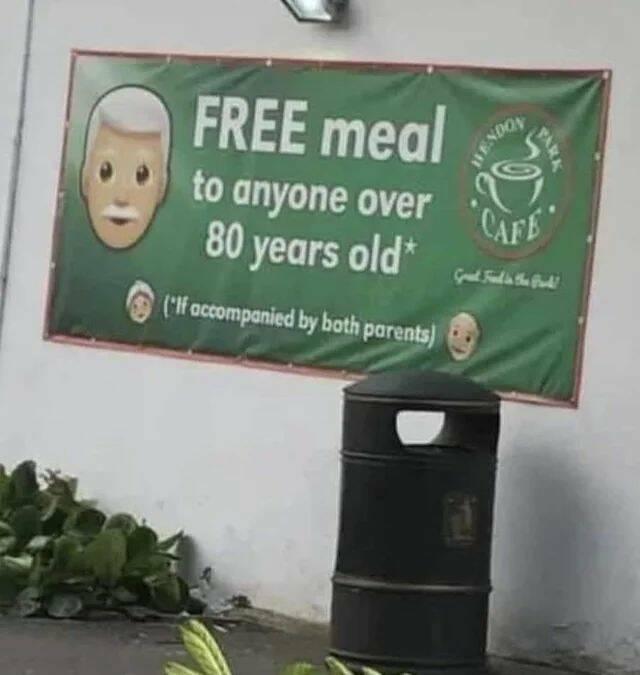 FREE meal
to anyone over
80 years old*
(*If accompanied by both parents)
HENDON PARK
CAFE
Great Food in the Park!